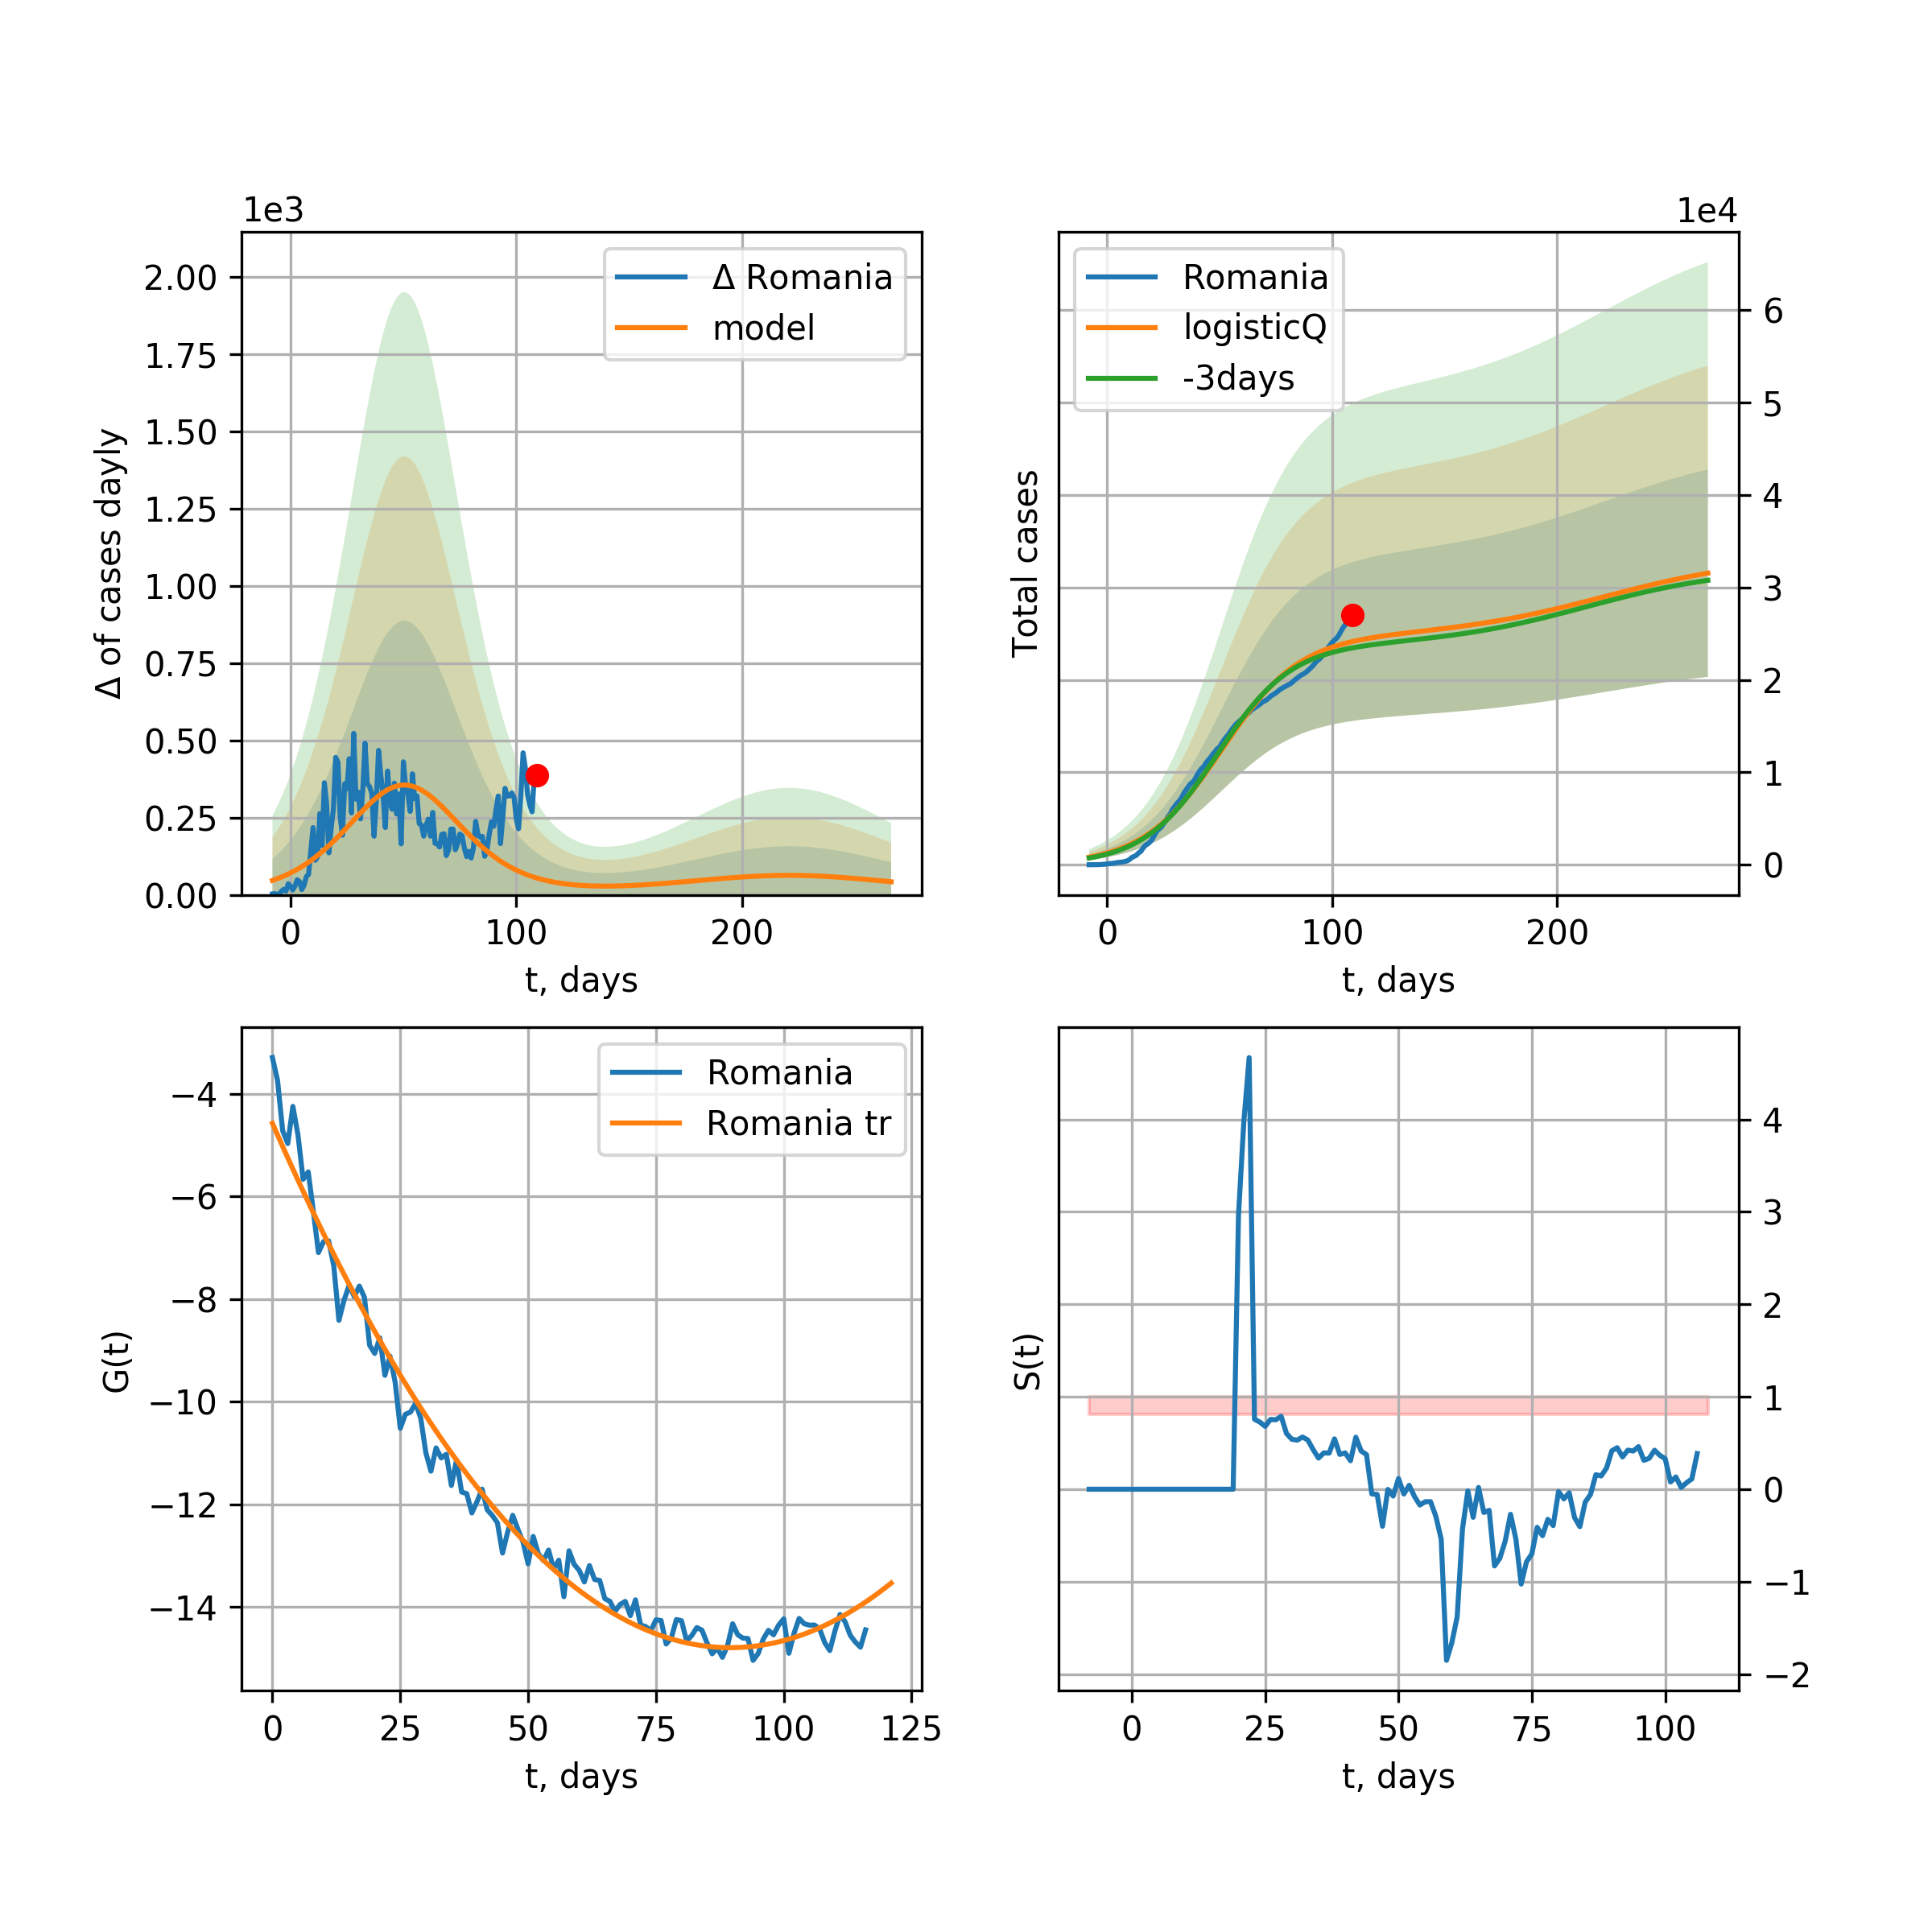 1e3
Δ of cases dayly
2.00
1.75
1.50
1.25
1.00
0.75
0.50
0.25
0.00
Δ Romania
model
0 100 200
t, days
1e4
Total cases
Romania
logisticQ
-3days
6
5
4
3
2
1
0
0 100 200
t, days
G(t)
−4
−6
−8
−10
−12
−14
Romania
Romania tr
0 25 50 75 100 125
t, days
S(t)
4
3
2
1
0
−1
−2
0 25 50 75 100
t, days